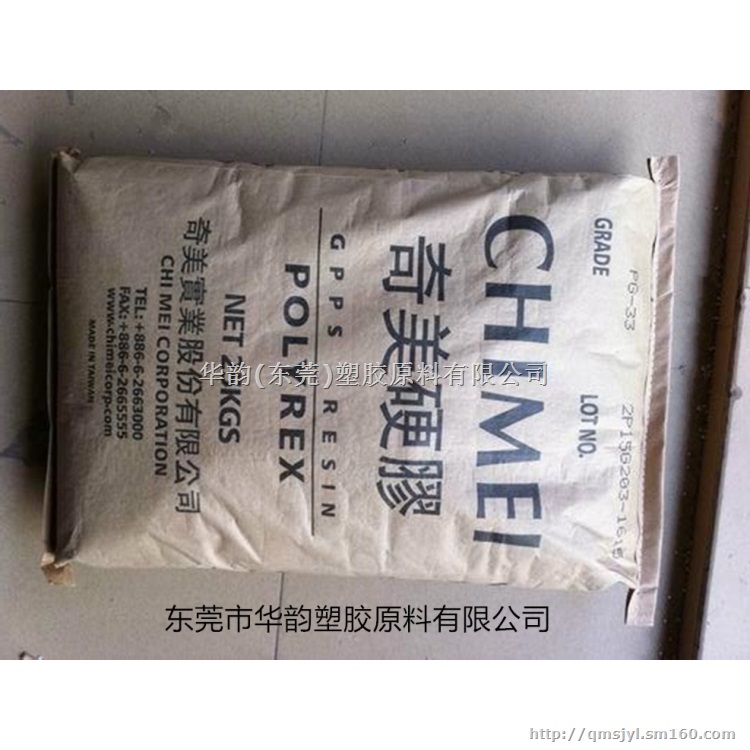 PG-33
GRADE LOT NO.
CHIMEI
奇美硬膠
GPPS RESIN
POLYREX
NET
奇美實業股份有限公司
CHI MEI CORPORATION
TEL: +886-6-2663000
FAX: +886-6-2665555
www.chimeicorp.com
MADE IN TAIWAN
华韵(东莞)塑胶原料有限公司
东莞市华韵塑胶原料有限公司
http://qmsjyl.sm160.com/